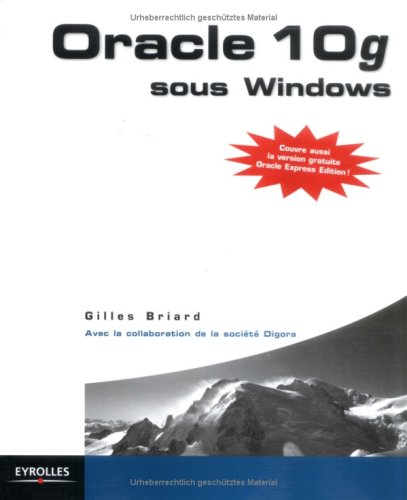 Urheberrechtlich geschütztes Material
Oracle 10g
sous Windows
Couvre aussi
la version gratuite
Oracle Express Edition !
Gilles Briard
Avec la collaboration de la société Digora
EYROLLES
Urheberrechtlich geschütztes Material